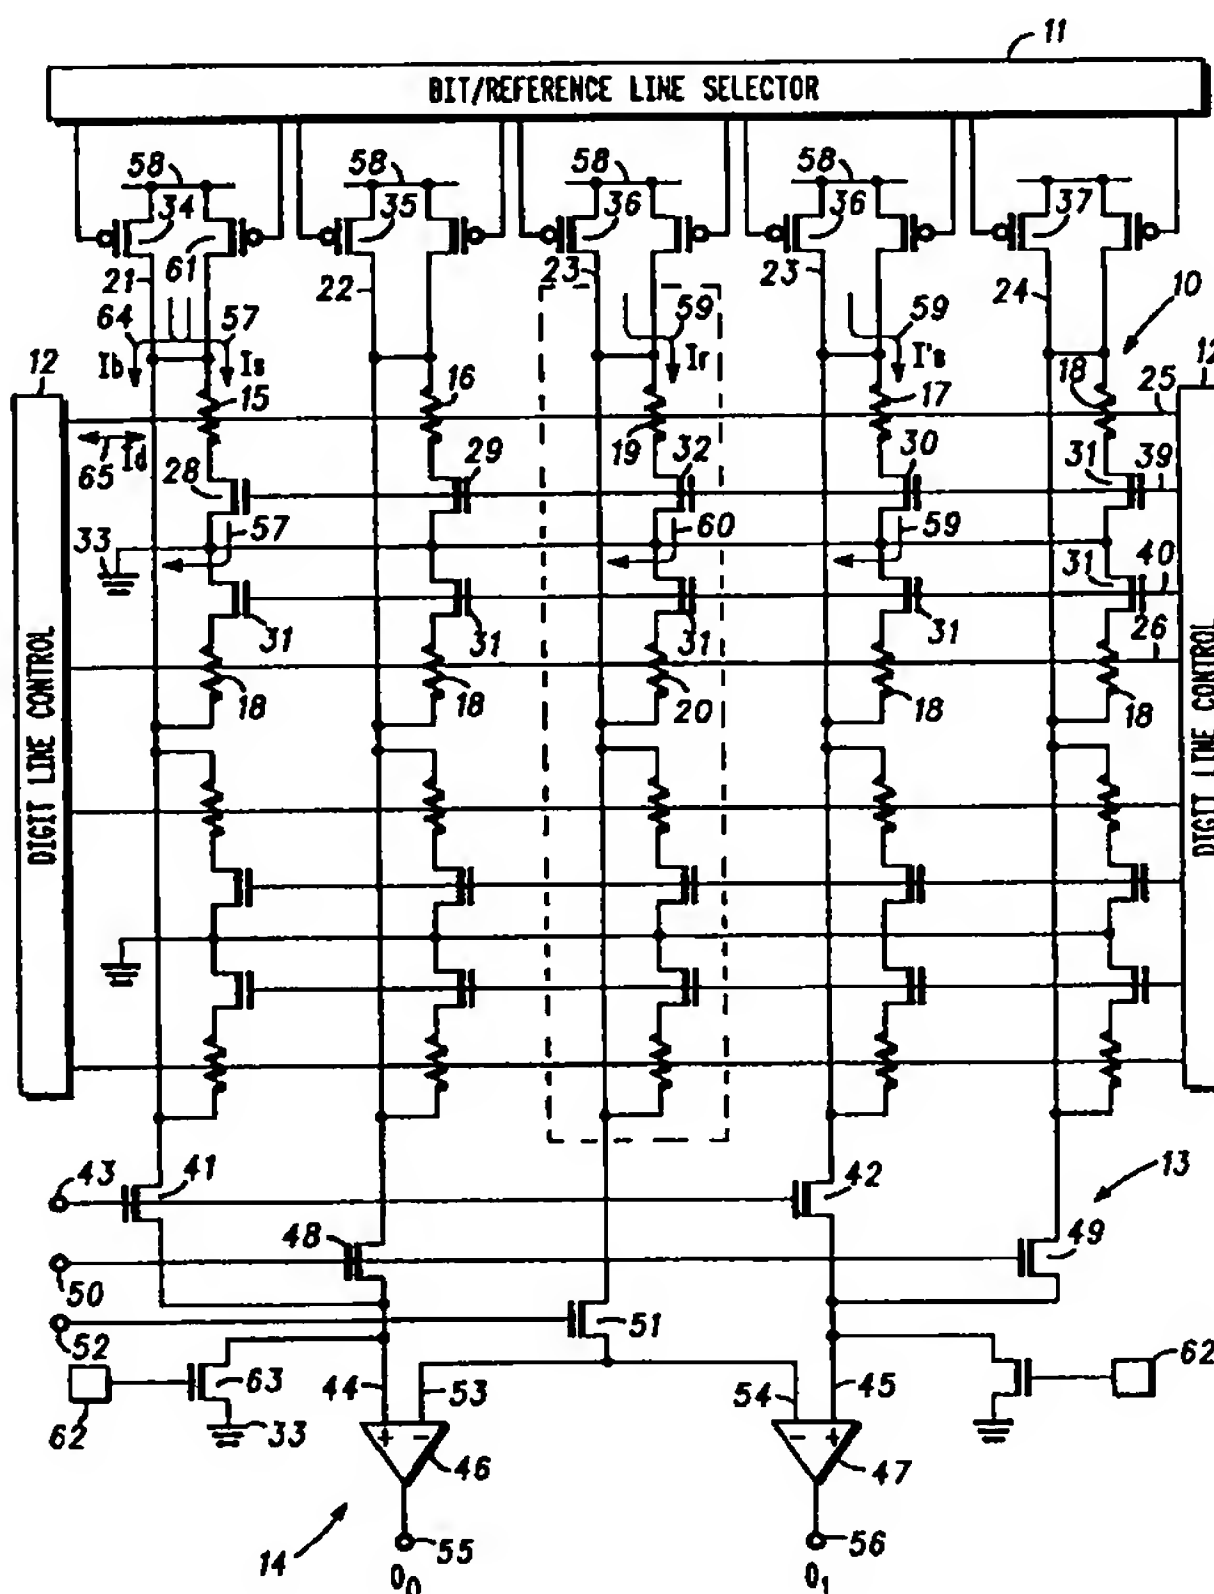 11
BIT/REFERENCE LINE SELECTOR
58 58 58 58
34 35 36 36 37
21 61 22 23 23 24
64 57 59 59 10
Ib Is Ir I's
12 12
15 16 19 17 18 25
65 Id
28 29 32 30 31 39
33 57 60 59 40
31 31 31 31 31 26
18 18 20 18 18
DIGIT LINE CONTROL
DIGIT LINE CONTROL
43 41 42 13
48 49
50
52 51
63 44 53 54 45 62
62 33
+ - - +
46 47
14 55 56
O0 O1